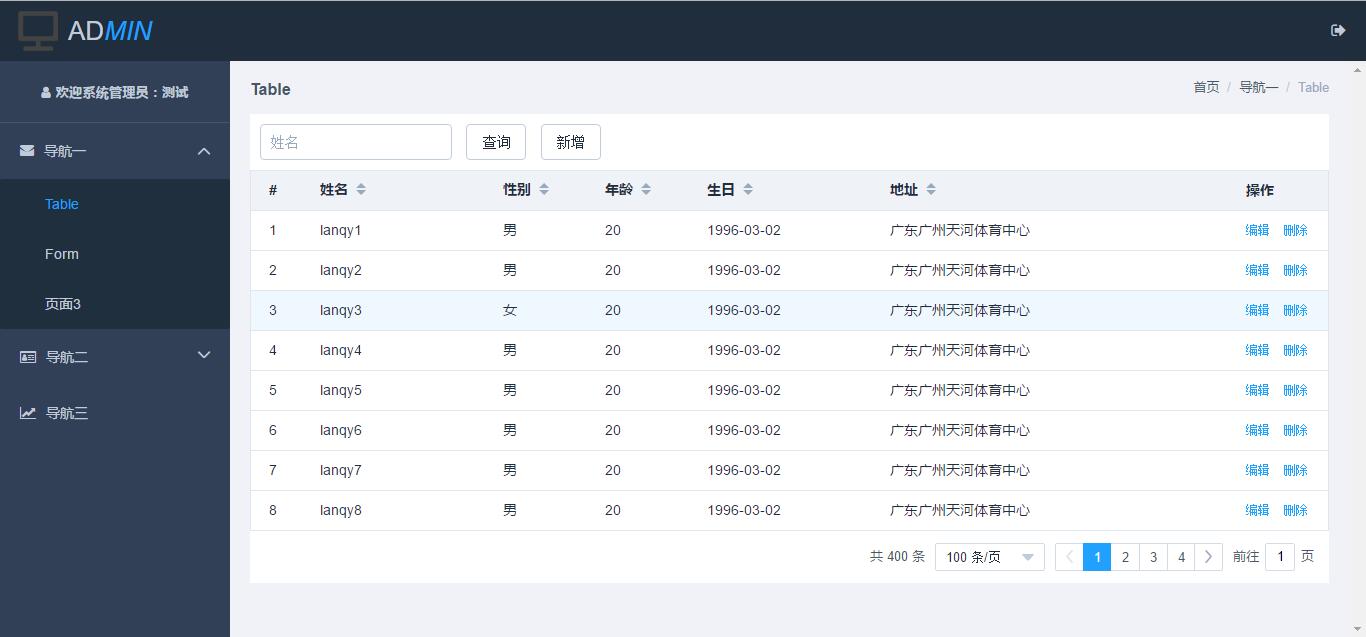 ADMIN
欢迎系统管理员：测试
导航一
Table
Form
页面3
导航二
导航三
Table
首页 / 导航一 / Table
姓名 查询 新增
# 姓名 性别 年龄 生日 地址 操作
1 lanqy1 男 20 1996-03-02 广东广州天河体育中心 编辑 删除
2 lanqy2 男 20 1996-03-02 广东广州天河体育中心 编辑 删除
3 lanqy3 女 20 1996-03-02 广东广州天河体育中心 编辑 删除
4 lanqy4 男 20 1996-03-02 广东广州天河体育中心 编辑 删除
5 lanqy5 男 20 1996-03-02 广东广州天河体育中心 编辑 删除
6 lanqy6 男 20 1996-03-02 广东广州天河体育中心 编辑 删除
7 lanqy7 男 20 1996-03-02 广东广州天河体育中心 编辑 删除
8 lanqy8 男 20 1996-03-02 广东广州天河体育中心 编辑 删除
共 400 条 100 条/页 1 2 3 4 前往 1 页